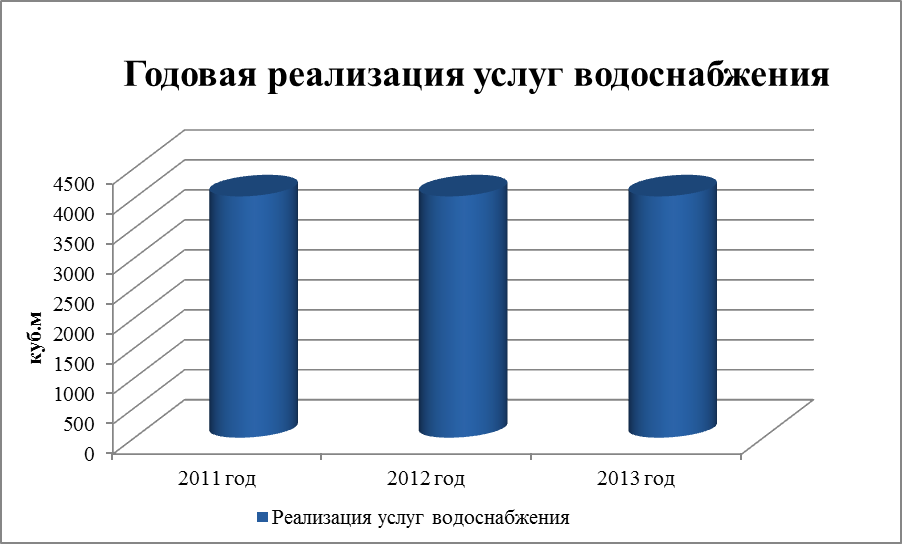 Годовая реализация услуг водоснабжения
4500
4000
3500
3000
2500
2000
1500
1000
500
0
куб.м
2011 год
2012 год
2013 год
Реализация услуг водоснабжения